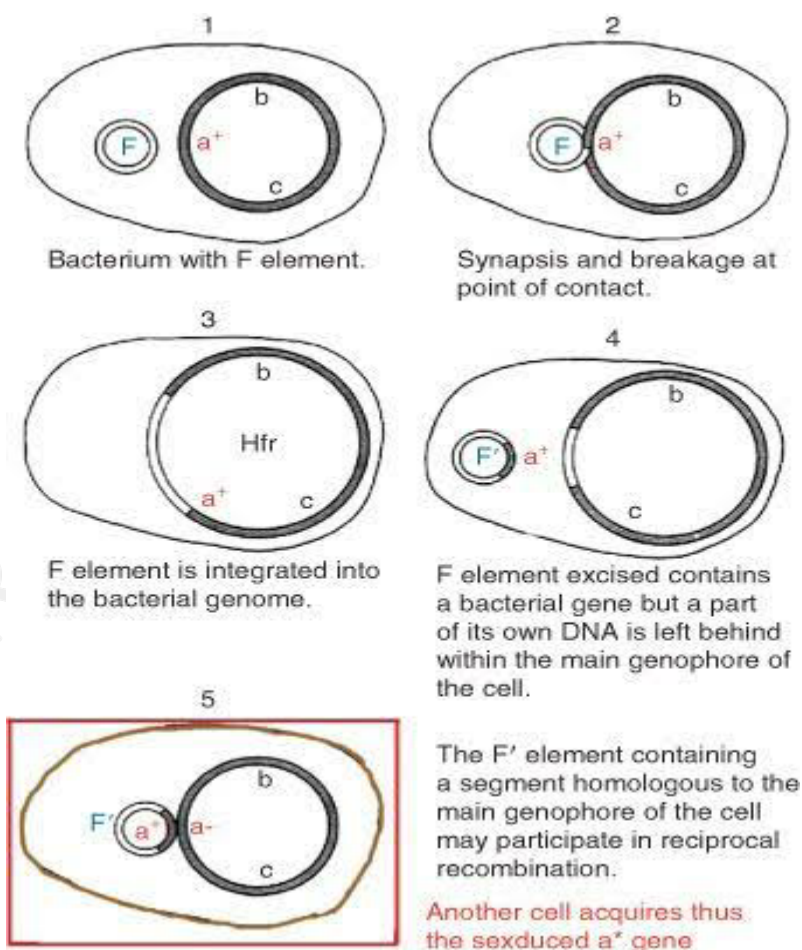 1
F
a+
b
c
Bacterium with F element.
2
F
a+
b
c
Synapsis and breakage at
point of contact.
3
b
Hfr
a+
c
F element is integrated into
the bacterial genome.
4
F′
a+
b
c
F element excised contains
a bacterial gene but a part
of its own DNA is left behind
within the main genophore of
the cell.
5
F′
a+
a-
b
c
The F′ element containing
a segment homologous to the
main genophore of the cell
may participate in reciprocal
recombination.
Another cell acquires thus
the sexduced a* gene